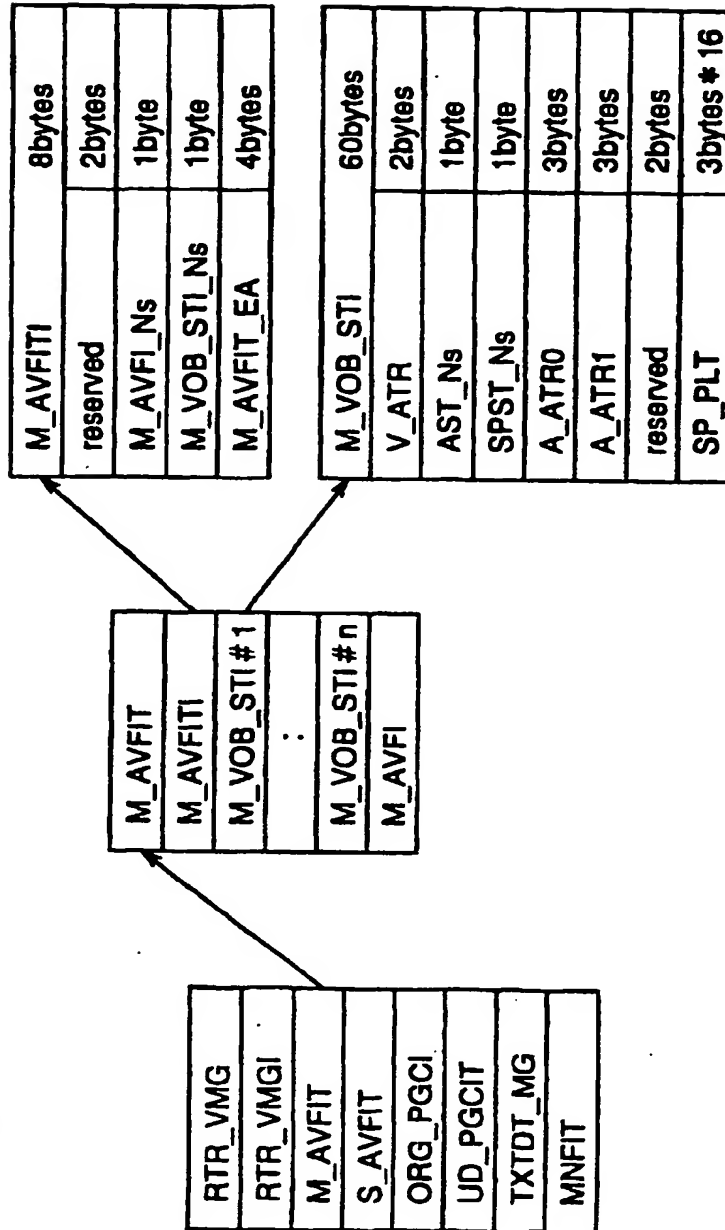 RTR_VMG
RTR_VMGI
M_AVFIT
S_AVFIT
ORG_PGCI
UD_PGCIT
TXTDT_MG
MNFIT
M_AVFIT
M_AVFITI
M_VOB_STI#1
:
M_VOB_STI#n
M_AVFI
M_AVFITI 8bytes
reserved 2bytes
M_AVFI_Ns 1byte
M_VOB_STI_Ns 1byte
M_AVFIT_EA 4bytes
M_VOB_STI 60bytes
V_ATR 2bytes
AST_Ns 1byte
SPST_Ns 1byte
A_ATR0 3bytes
A_ATR1 3bytes
reserved 2bytes
SP_PLT 3bytes*16